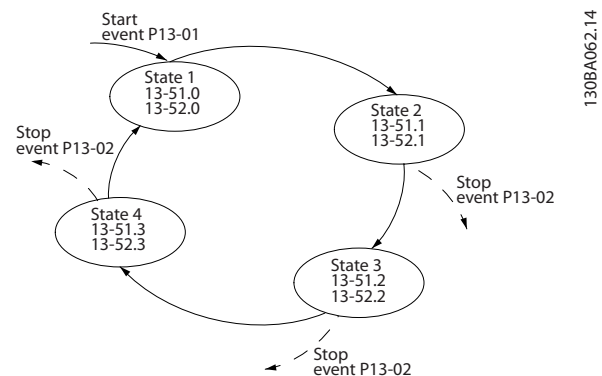 Start
event P13-01
State 1
13-51.0
13-52.0
State 2
13-51.1
13-52.1
Stop
event P13-02
State 3
13-51.2
13-52.2
Stop
event P13-02
State 4
13-51.3
13-52.3
Stop
event P13-02
130BA062.14